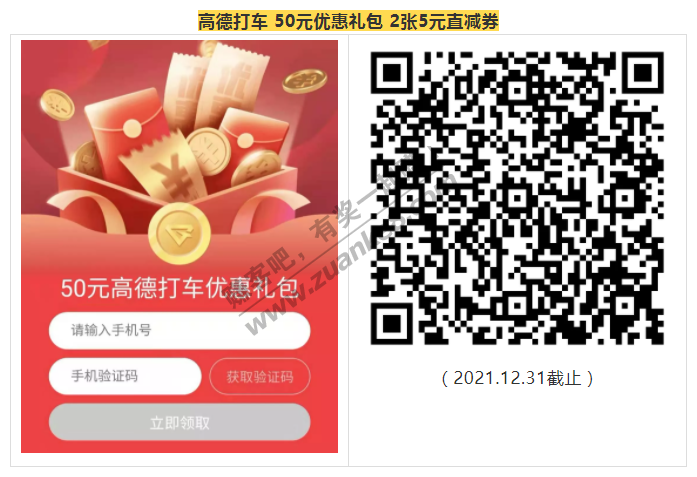 高德打车 50元优惠礼包 2张5元直减券
50元高德打车优惠礼包
请输入手机号
手机验证码 获取验证码
立即领取
（2021.12.31截止）
赚客吧，有奖一起赚
www.zuanke8.com